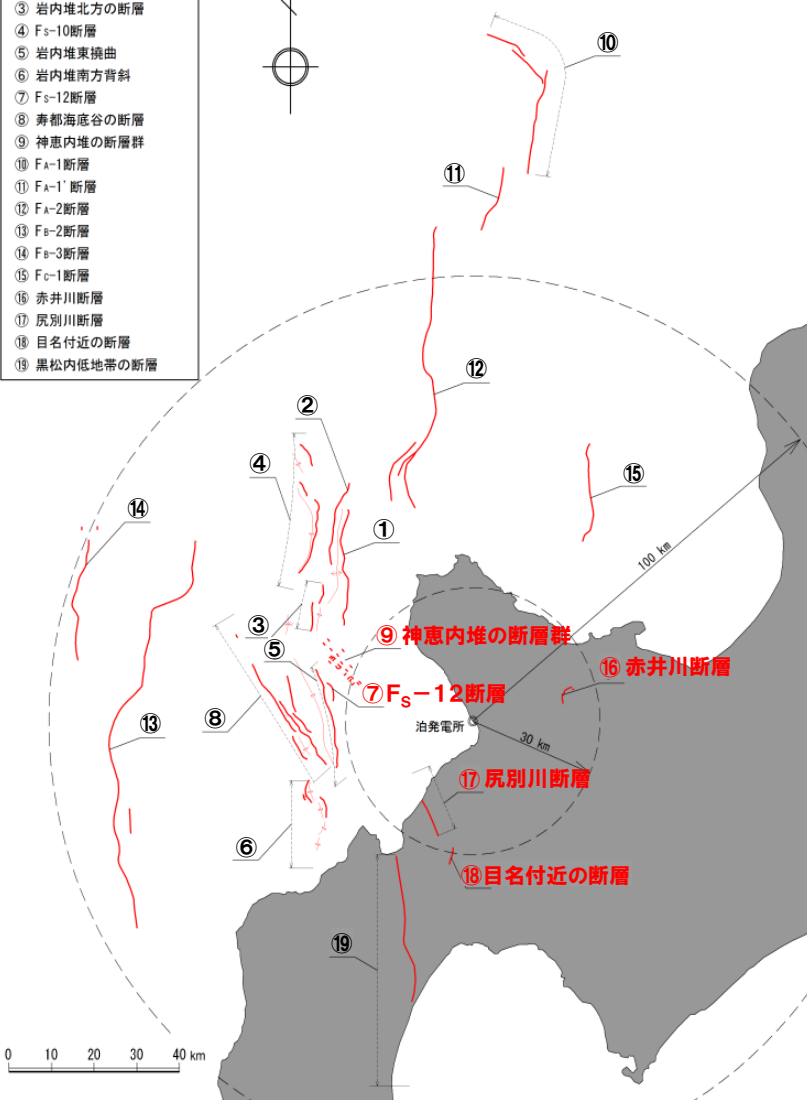 ③ 岩内堆北方の断層
④ Fs-10断層
⑤ 岩内堆東撓曲
⑥ 岩内堆南方背斜
⑦ Fs-12断層
⑧ 寿都海底谷の断層
⑨ 神恵内堆の断層群
⑩ FA-1断層
⑪ FA-1'断層
⑫ FA-2断層
⑬ FB-2断層
⑭ FB-3断層
⑮ FC-1断層
⑯ 赤井川断層
⑰ 尻別川断層
⑱ 目名付近の断層
⑲ 黒松内低地帯の断層
⑩
⑪
⑫
②
④
⑮
⑭
①
100 km
③
⑨ 神恵内堆の断層群
⑤
⑯ 赤井川断層
⑦ FS-12断層
⑧
⑬
泊発電所
30 km
⑰ 尻別川断層
⑥
⑱目名付近の断層
⑲
0 10 20 30 40 km